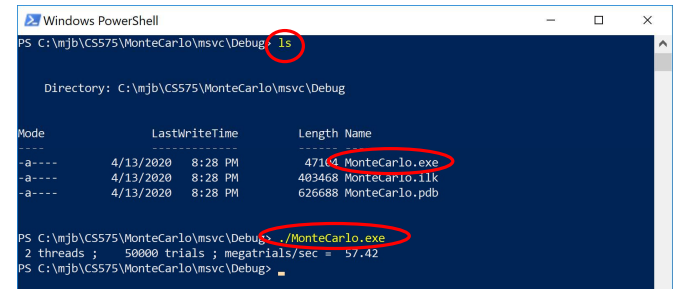 Windows PowerShell
PS C:\mjb\CS575\MonteCarlo\msvc\Debug> ls
Directory: C:\mjb\CS575\MonteCarlo\msvc\Debug
Mode                LastWriteTime         Length Name
----                -------------         ------ ----
-a----        4/13/2020   8:28 PM          47104 MonteCarlo.exe
-a----        4/13/2020   8:28 PM         403468 MonteCarlo.ilk
-a----        4/13/2020   8:28 PM         626688 MonteCarlo.pdb
PS C:\mjb\CS575\MonteCarlo\msvc\Debug> ./MonteCarlo.exe
 2 threads ;    50000 trials ; megatrials/sec =  57.42
PS C:\mjb\CS575\MonteCarlo\msvc\Debug>